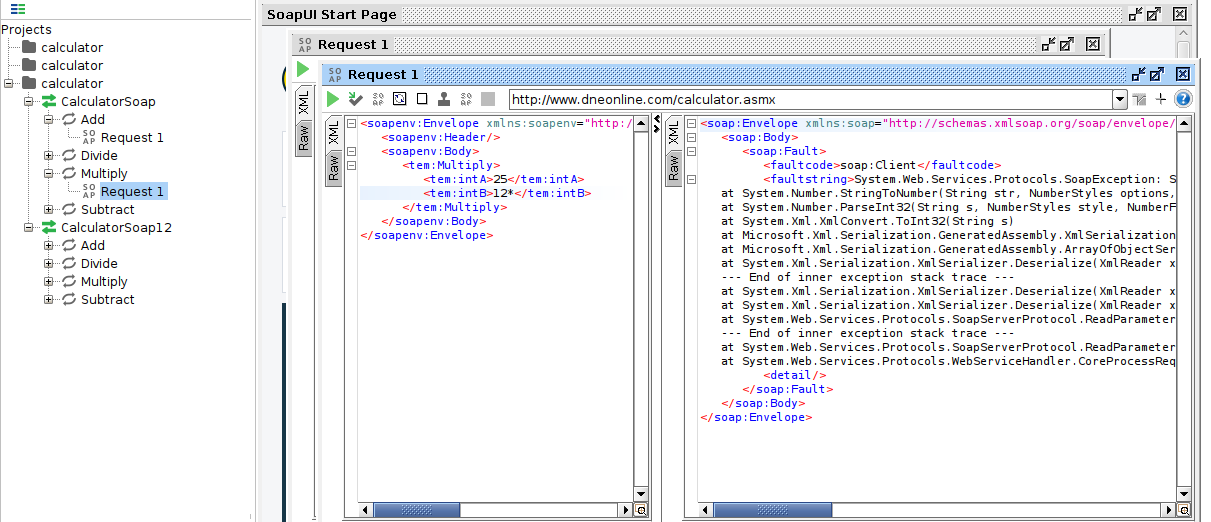 Projects
calculator
calculator
calculator
CalculatorSoap
Add
SO AP Request 1
Divide
Multiply
SO AP Request 1
Subtract
CalculatorSoap12
Add
Divide
Multiply
Subtract
SoapUI Start Page
SO AP Request 1
XML
Raw
SO AP Request 1
SO AP
SO AP
http://www.dneonline.com/calculator.asmx
?
XML
Raw
<soapenv:Envelope xmlns:soapenv="http:/
<soapenv:Header/>
<soapenv:Body>
<tem:Multiply>
<tem:intA>25</tem:intA>
<tem:intB>12*</tem:intB>
</tem:Multiply>
</soapenv:Body>
</soapenv:Envelope>
XML
Raw
<soap:Envelope xmlns:soap="http://schemas.xmlsoap.org/soap/envelope/
<soap:Body>
<soap:Fault>
<faultcode>soap:Client</faultcode>
<faultstring>System.Web.Services.Protocols.SoapException: S
at System.Number.StringToNumber(String str, NumberStyles options,
at System.Number.ParseInt32(String s, NumberStyles style, NumberF
at System.Xml.XmlConvert.ToInt32(String s)
at Microsoft.Xml.Serialization.GeneratedAssembly.XmlSerialization
at Microsoft.Xml.Serialization.GeneratedAssembly.ArrayOfObjectSer
at System.Xml.Serialization.XmlSerializer.Deserialize(XmlReader x
--- End of inner exception stack trace ---
at System.Xml.Serialization.XmlSerializer.Deserialize(XmlReader x
at System.Xml.Serialization.XmlSerializer.Deserialize(XmlReader x
at System.Web.Services.Protocols.SoapServerProtocol.ReadParameter
--- End of inner exception stack trace ---
at System.Web.Services.Protocols.SoapServerProtocol.ReadParameter
at System.Web.Services.Protocols.WebServiceHandler.CoreProcessReq
<detail/>
</soap:Fault>
</soap:Body>
</soap:Envelope>